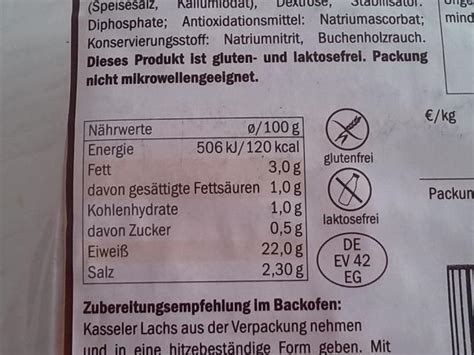 (Speisesalz, Kaliumiodat), Dextrose, Stabilisator:
Diphosphate; Antioxidationsmittel: Natriumascorbat;
Konservierungsstoff: Natriumnitrit, Buchenholzrauch.
Dieses Produkt ist gluten- und laktosefrei. Packung
nicht mikrowellengeeignet.
Nährwerte ø/100 g
Energie 506 kJ/120 kcal
Fett 3,0 g
davon gesättigte Fettsäuren 1,0 g
Kohlenhydrate 1,0 g
davon Zucker 0,5 g
Eiweiß 22,0 g
Salz 2,30 g
glutenfrei
laktosefrei
DE
EV 42
EG
mind
€/kg
Packun
Zubereitungsempfehlung im Backofen:
Kasseler Lachs aus der Verpackung nehmen
und in eine hitzebeständige Form geben. Mit